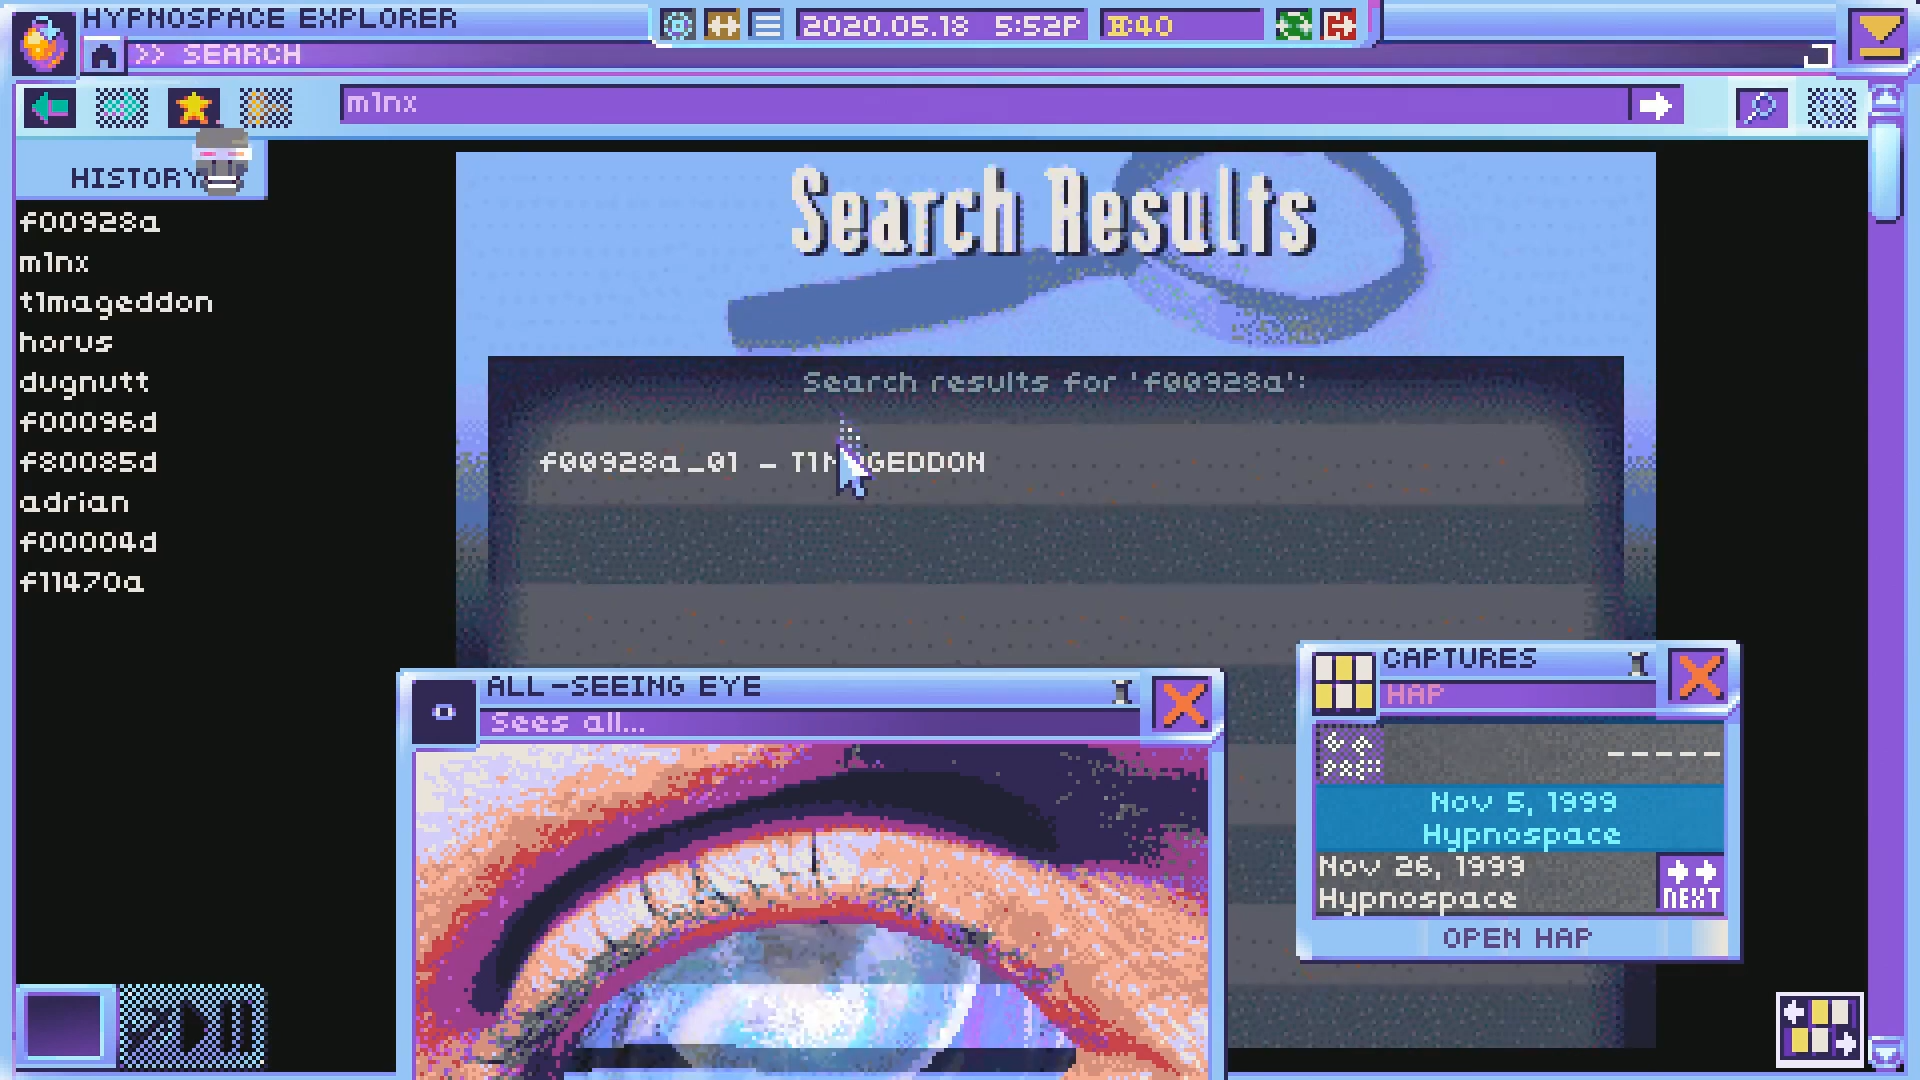 HYPNOSPACE EXPLORER
2020.05.18 5:52P
40
>> SEARCH
m1nx
HISTORY
f00928a
m1nx
t1mageddon
horus
dugnutt
f00096d
f80085d
adrian
f00004d
f11470a
Search Results
Search results for 'f00928a':
f00928a_01 - T1MAGEDDON
ALL-SEEING EYE
Sees all...
CAPTURES
HAP
-----
Nov 5, 1999
Hypnospace
Nov 26, 1999
Hypnospace
NEXT
OPEN HAP